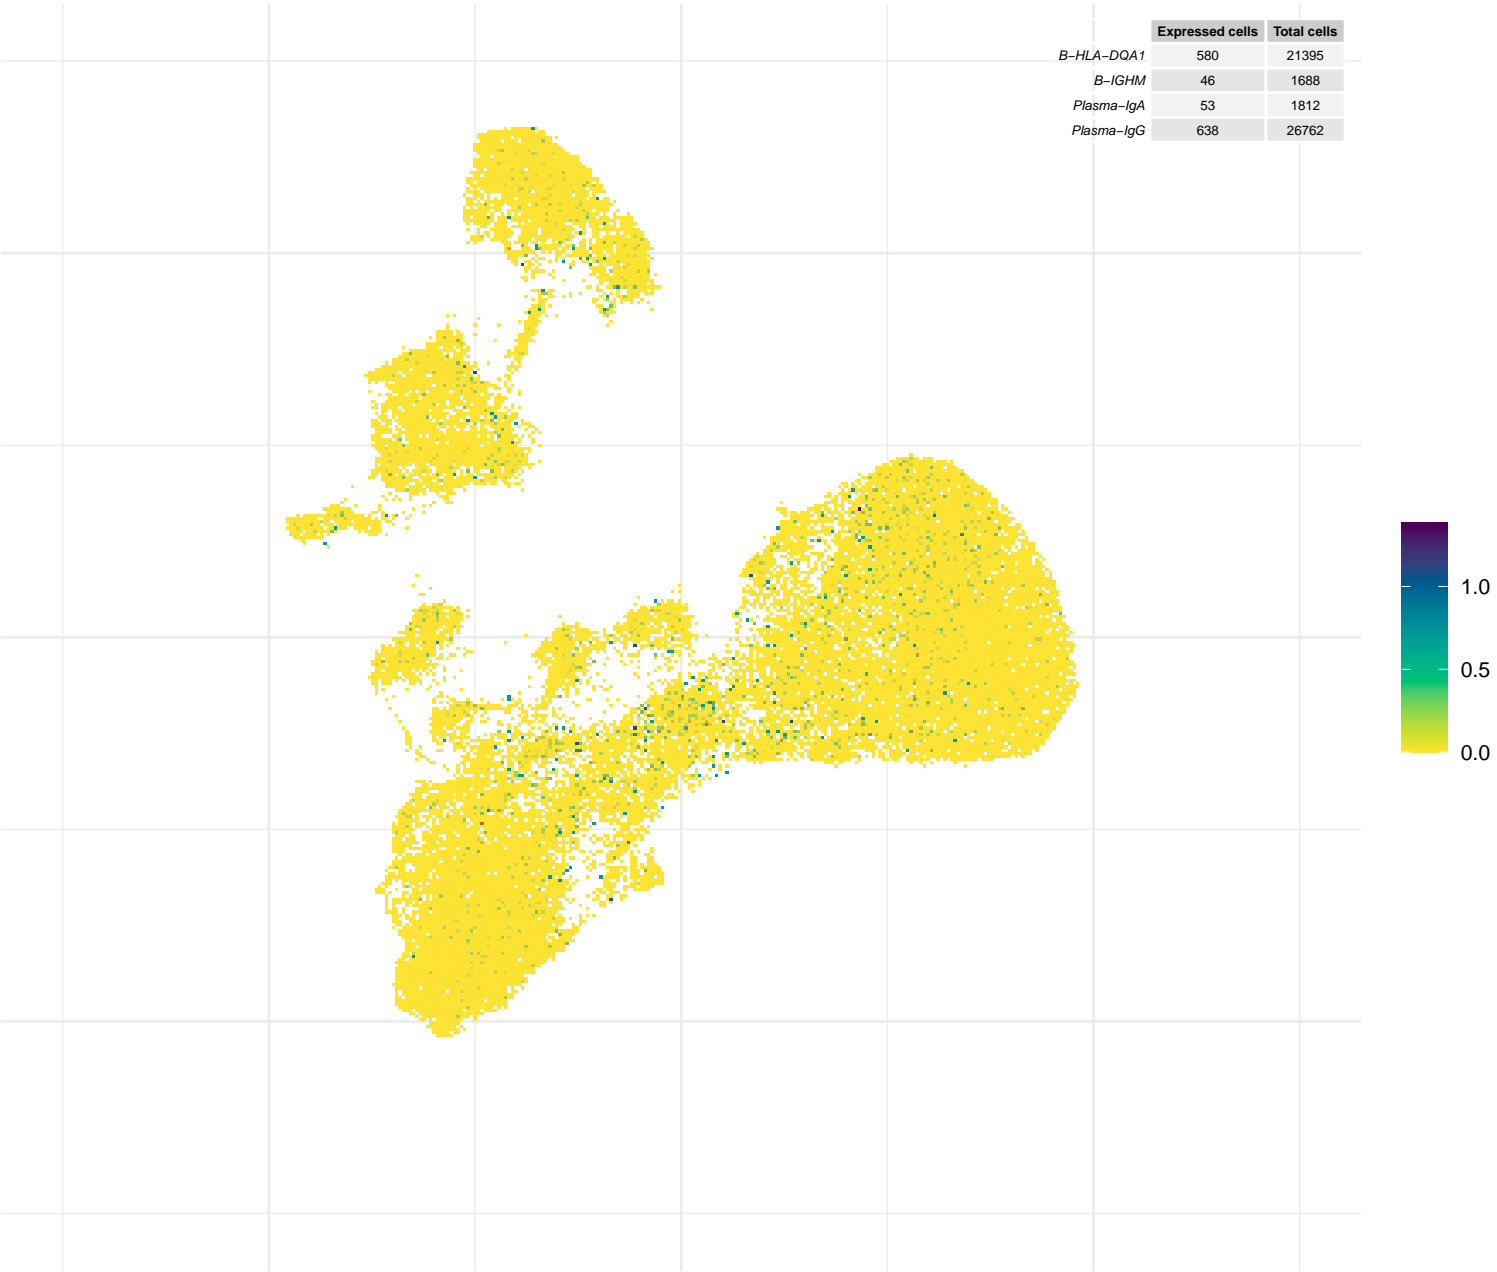 Expressed cells Total cells
B−HLA−DQA1 580 21395
B−IGHM 46 1688
Plasma−IgA 53 1812
Plasma−IgG 638 26762
1.0
0.5
0.0